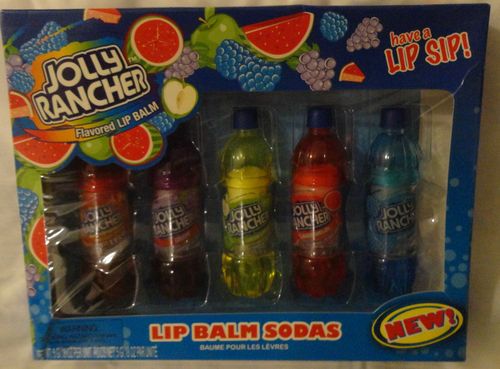 JOLLY
RANCHER
Flavored LIP BALM
have a
LIP SIP!
JOLLY
RANCHER
JOLLY
RANCHER
JOLLY
RANCHER
JOLLY
RANCHER
JOLLY
RANCHER
WARNING:
LIP BALM SODAS
BAUME POUR LES LÈVRES
NEW!